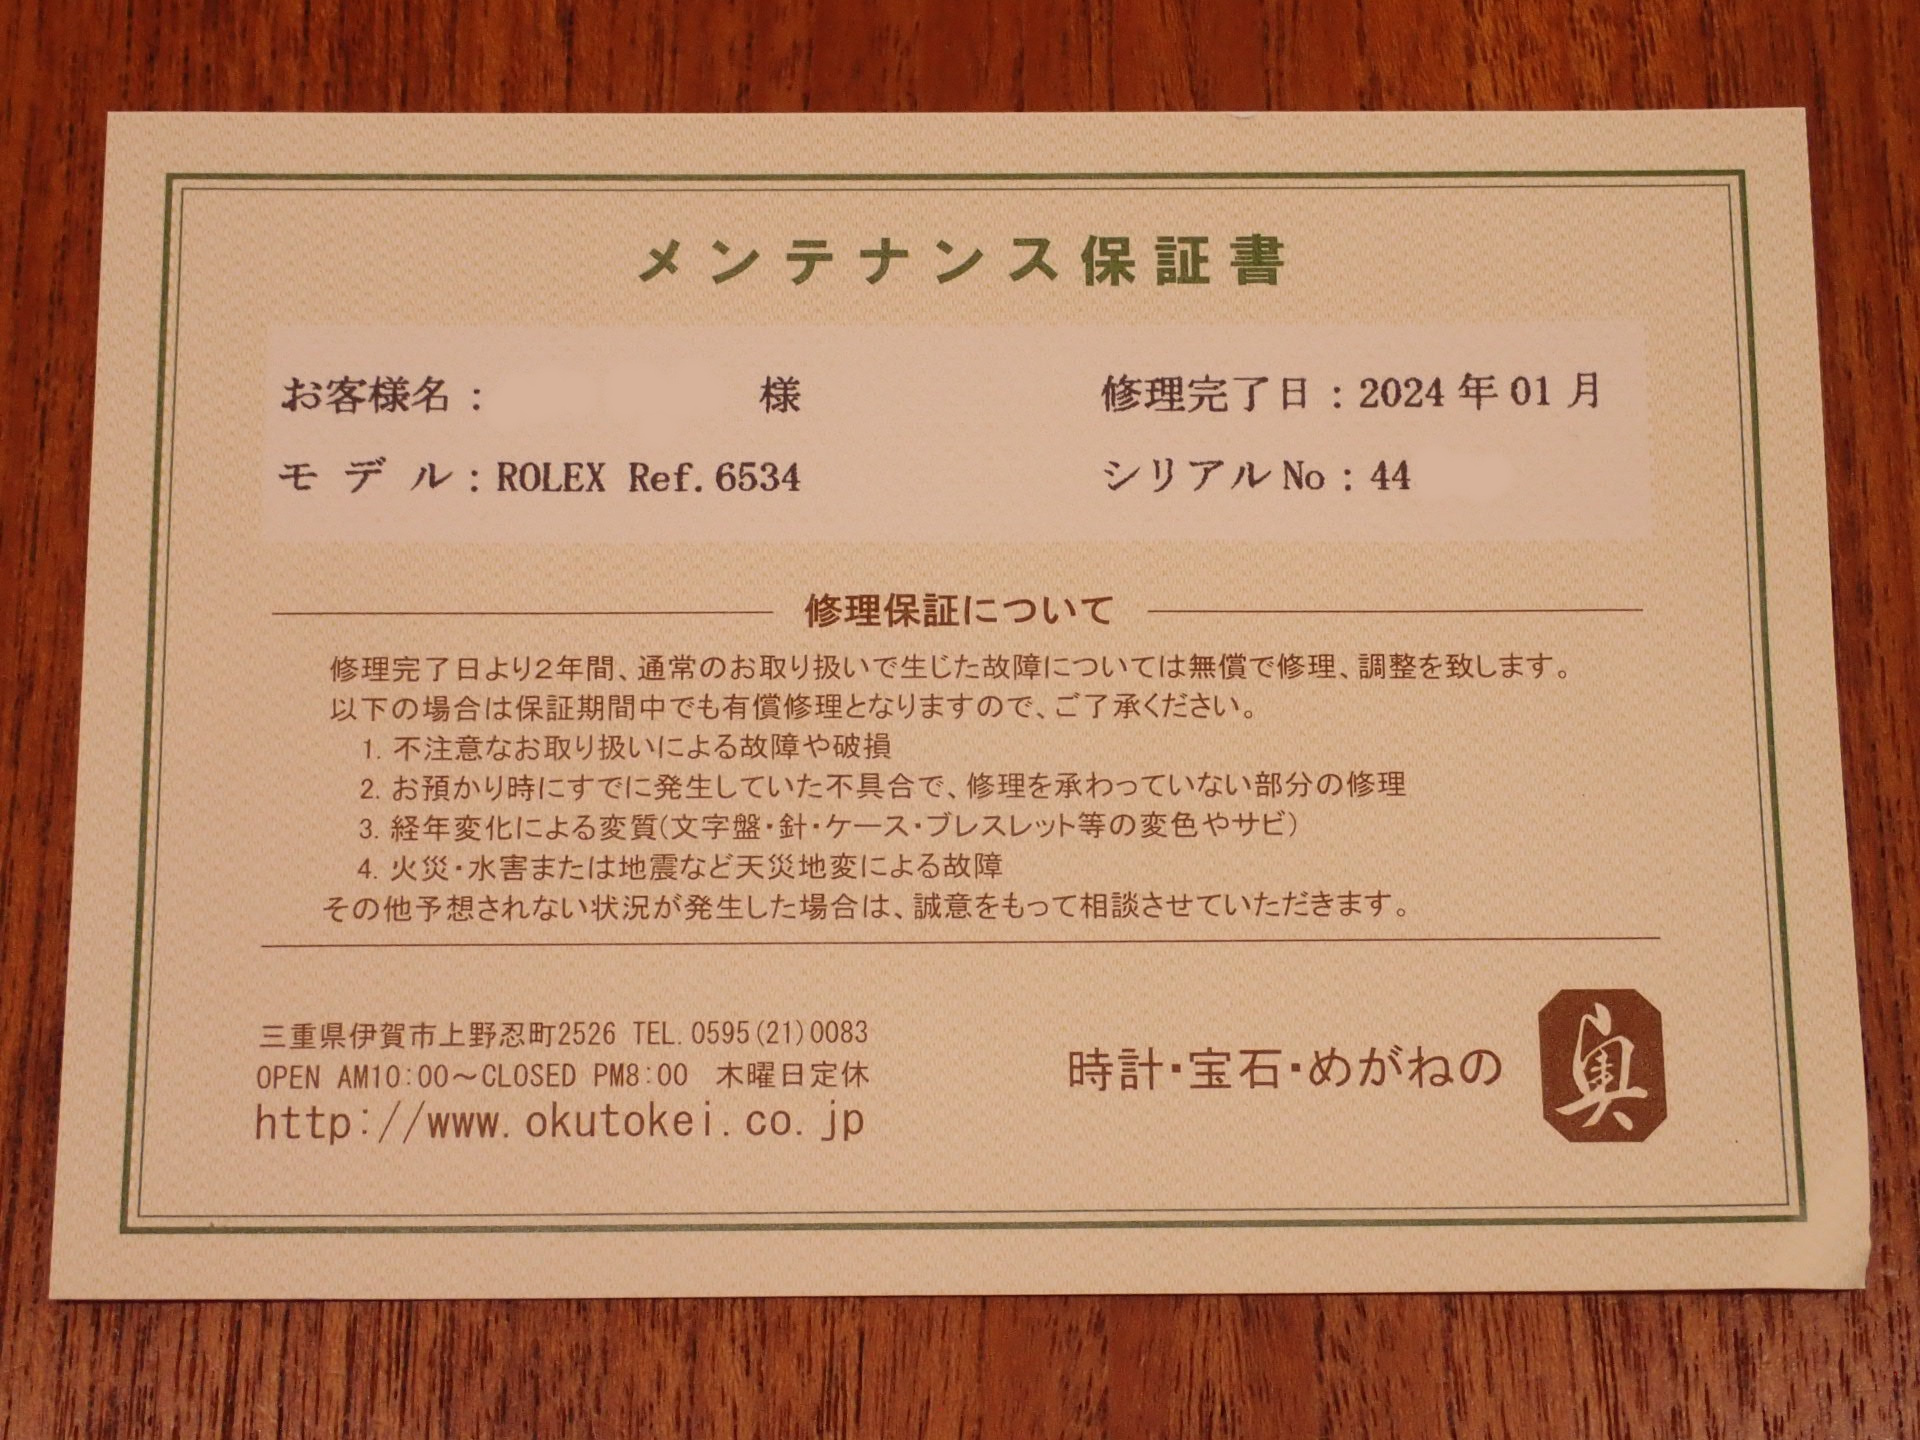 メンテナンス保証書
お客様名： 様 修理完了日：2024年01月
モデル：ROLEX Ref.6534 シリアルNo：44
修理保証について
修理完了日より2年間、通常のお取り扱いで生じた故障については無償で修理、調整を致します。
以下の場合は保証期間中でも有償修理となりますので、ご了承ください。
1. 不注意なお取り扱いによる故障や破損
2. お預かり時にすでに発生していた不具合で、修理を承わっていない部分の修理
3. 経年変化による変質(文字盤・針・ケース・ブレスレット等の変色やサビ)
4. 火災・水害または地震など天災地変による故障
その他予想されない状況が発生した場合は、誠意をもって相談させていただきます。
三重県伊賀市上野忍町2526 TEL.0595(21)0083
OPEN AM10:00〜CLOSED PM8:00 木曜日定休
http://www.okutokei.co.jp
時計・宝石・めがねの 奥